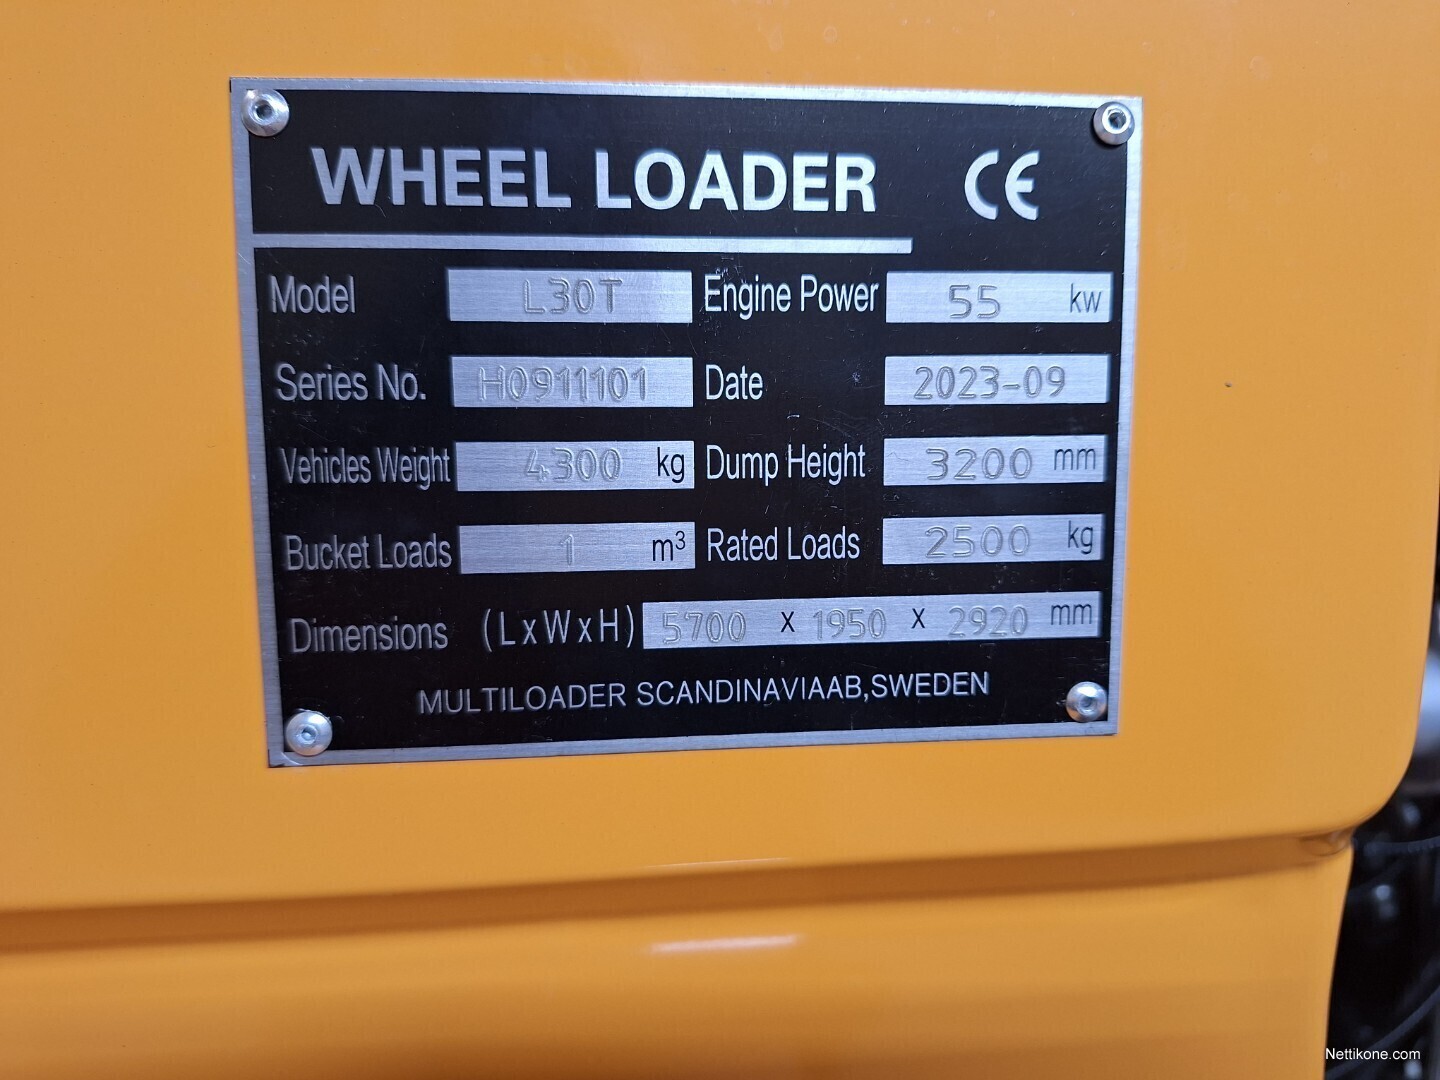 WHEEL LOADER CE
Model L30T Engine Power 55 kw
Series No. H0911101 Date 2023-09
Vehicles Weight 4300 kg Dump Height 3200 mm
Bucket Loads 1 m³ Rated Loads 2500 kg
Dimensions (LxWxH) 5700 x 1950 x 2920 mm
MULTILOADER SCANDINAVIAAB,SWEDEN
Nettikone.com